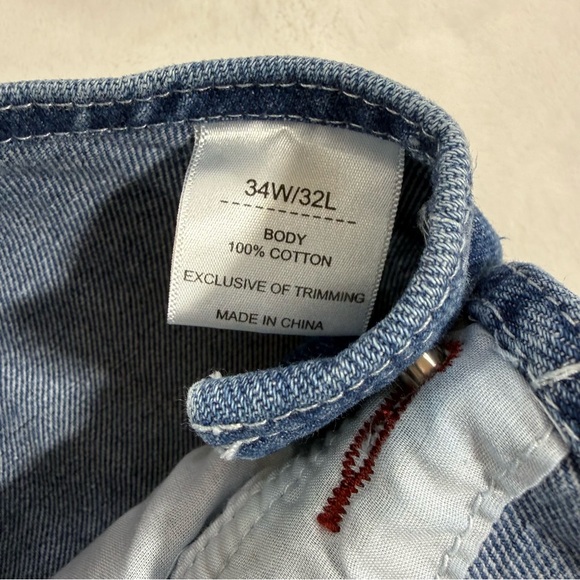 34W/32L
BODY
100% COTTON
EXCLUSIVE OF TRIMMING
MADE IN CHINA